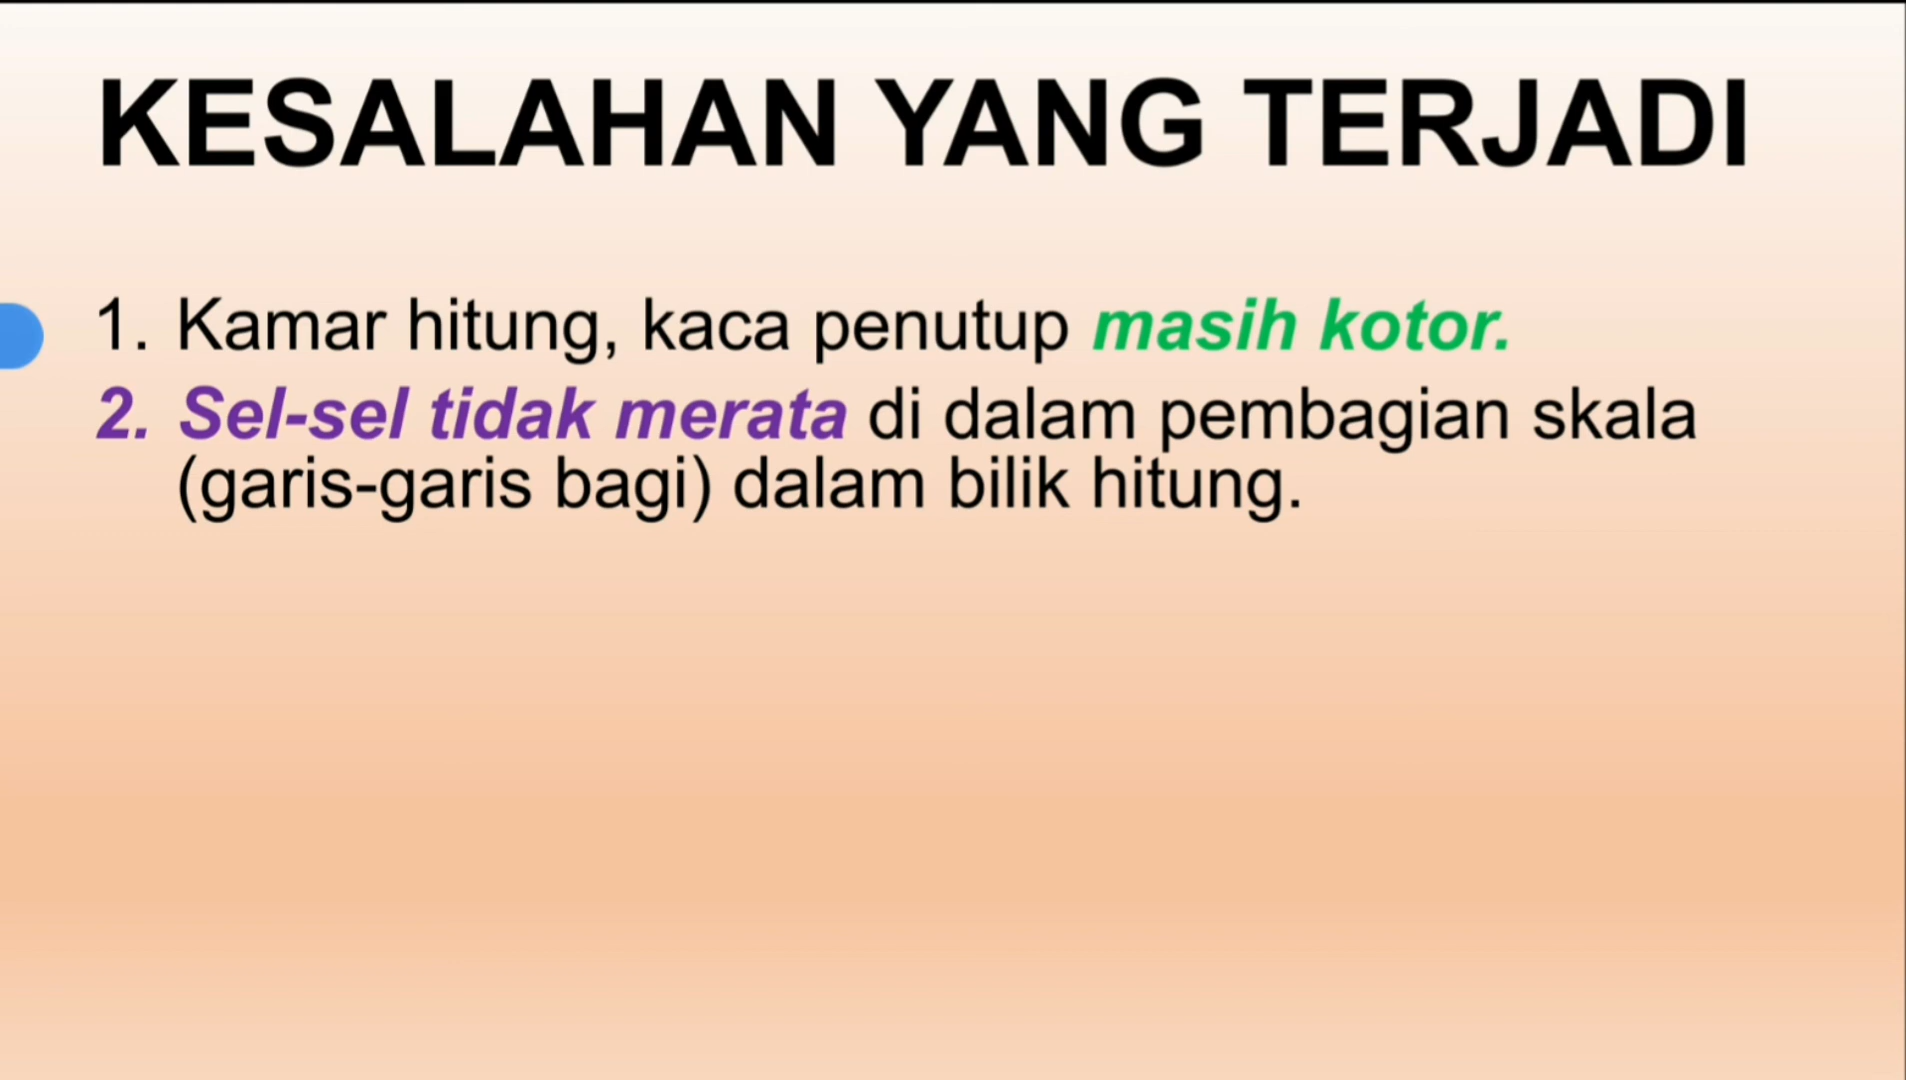 KESALAHAN YANG TERJADI
1. Kamar hitung, kaca penutup masih kotor.
2. Sel-sel tidak merata di dalam pembagian skala
(garis-garis bagi) dalam bilik hitung.